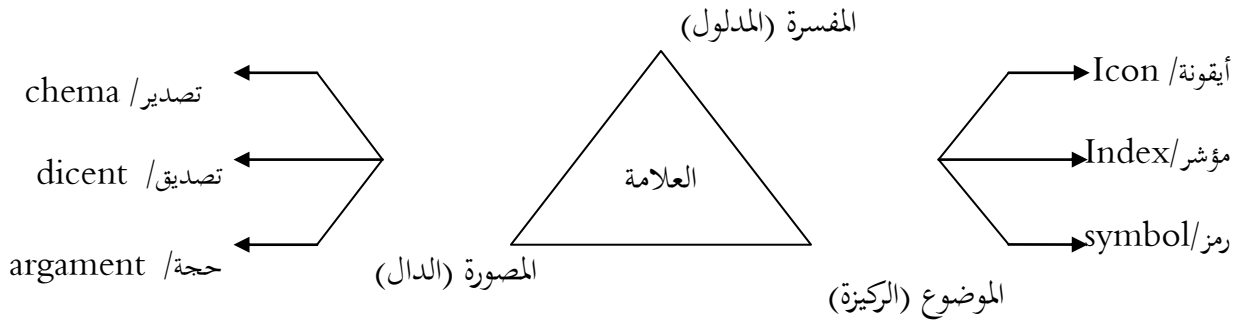 المفسرة (المدلول)
أيقونة/ Icon
مؤشر/Index
رمز/symbol
العلامة
تصدير/ chema
تصديق/ dicent
حجة/ argament
المصورة (الدال)
الموضوع (الركيزة)